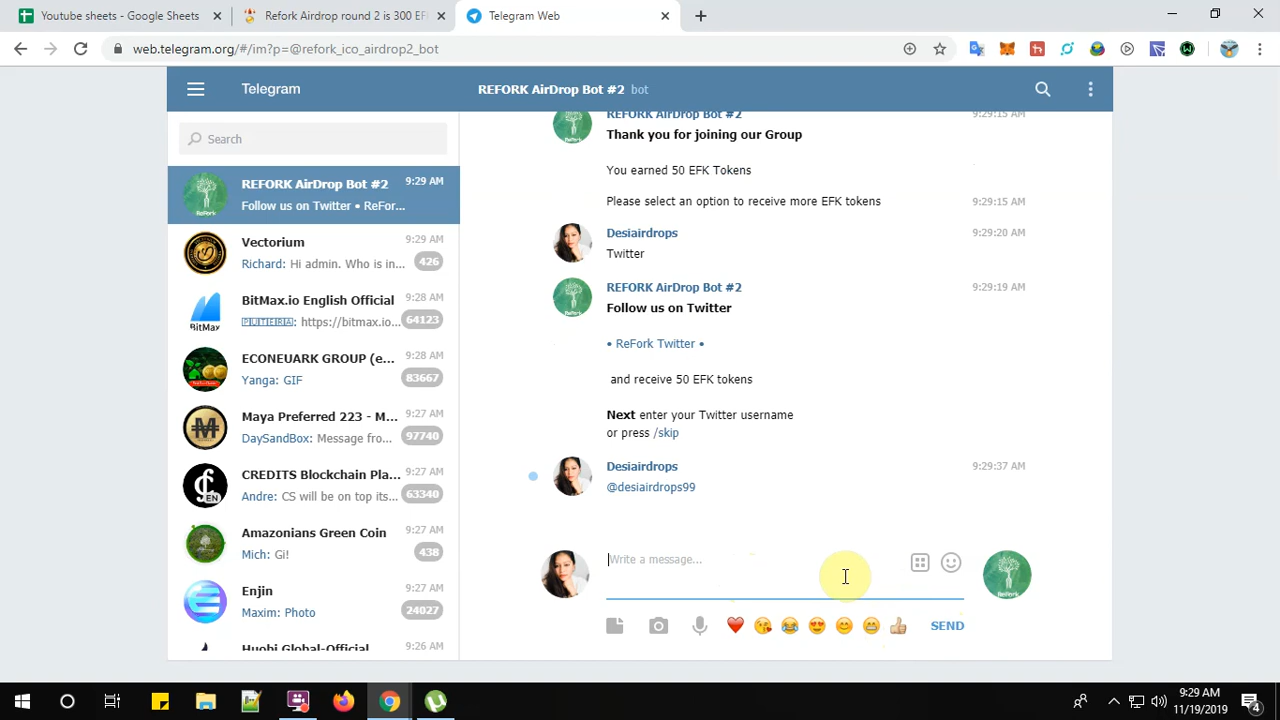 Youtube sheets - Google Sheets
Refork Airdrop round 2 is 300 EF
Telegram Web
web.telegram.org/#/im?p=@refork_ico_airdrop2_bot
Telegram
REFORK AirDrop Bot #2 bot
Search
REFORK AirDrop Bot #2 9:29 AM
Follow us on Twitter • ReFor...
ReFork
Vectorium 9:29 AM
Richard: Hi admin. Who is in... 426
BitMax.io English Official 9:28 AM
PUTERA: https://bitmax.io... 64123
BitMax
ECONEUARK GROUP (e... 9:28 AM
Yanga: GIF 83667
Maya Preferred 223 - M... 9:27 AM
DaySandBox: Message fro... 97740
CREDITS Blockchain Pla... 9:27 AM
Andre: CS will be on top its... 63340
EN
Amazonians Green Coin 9:27 AM
Mich: Gi! 438
Enjin 9:27 AM
Maxim: Photo 24027
Huobi Global-Official 9:26 AM
REFORK AirDrop Bot #2 9:29:15 AM
Thank you for joining our Group
You earned 50 EFK Tokens
Please select an option to receive more EFK tokens 9:29:15 AM
Desiairdrops 9:29:20 AM
Twitter
REFORK AirDrop Bot #2 9:29:19 AM
Follow us on Twitter
• ReFork Twitter •
and receive 50 EFK tokens
Next enter your Twitter username
or press /skip
Desiairdrops 9:29:37 AM
@desiairdrops99
Write a message...
SEND
9:29 AM
11/19/2019
4